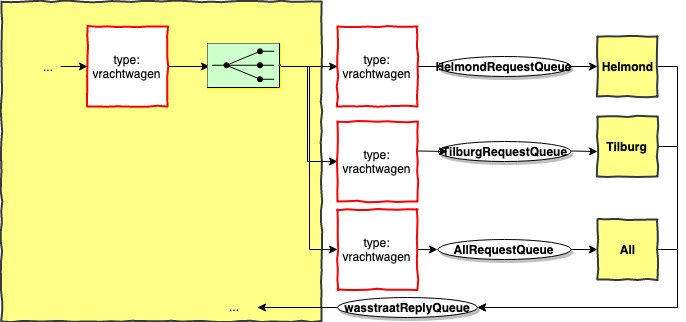 ...
type:
vrachtwagen
type:
vrachtwagen
HelmondRequestQueue
Helmond
type:
vrachtwagen
TilburgRequestQueue
Tilburg
type:
vrachtwagen
AllRequestQueue
All
...
wasstraatReplyQueue